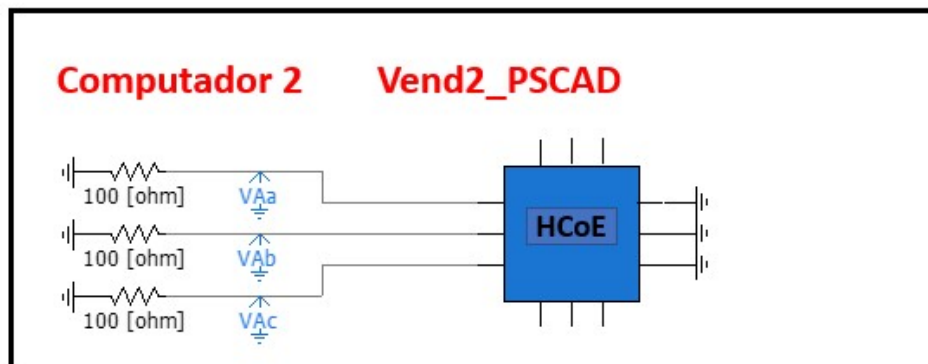 Computador 2 Vend2_PSCAD
100 [ohm] VAa
HCoE
100 [ohm] VAb
100 [ohm] VAc